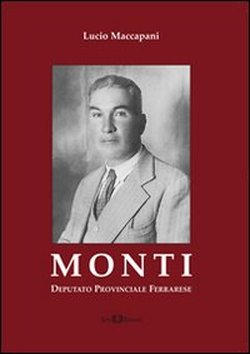 Lucio Maccapani
MONTI
DEPUTATO PROVINCIALE FERRARESE